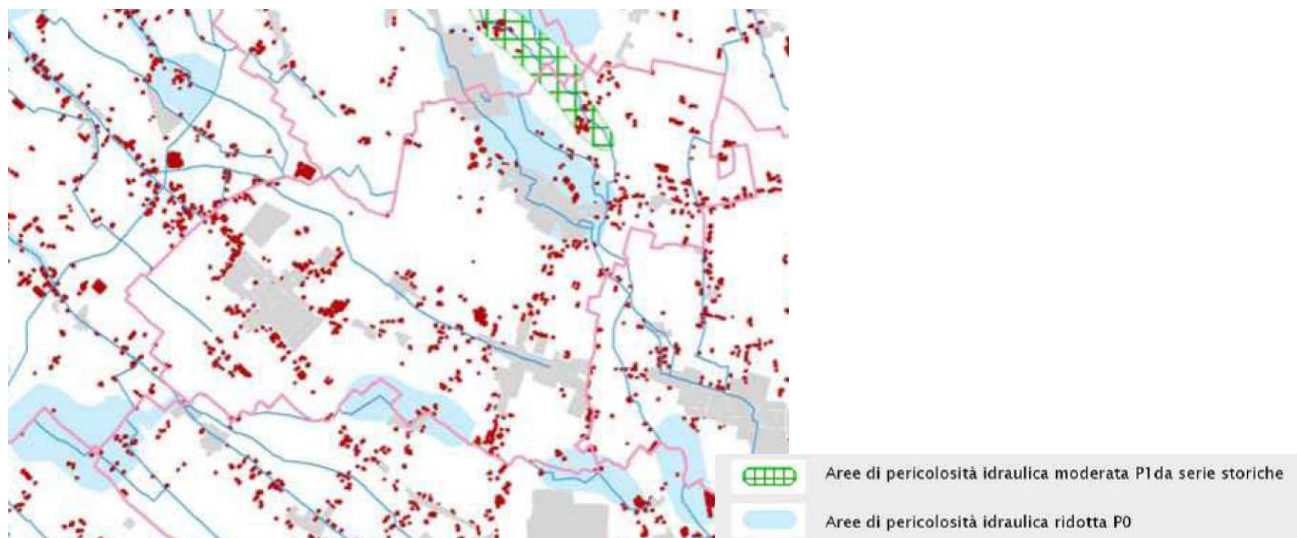 Aree di pericolosità idraulica moderata P1da serie storiche
Aree di pericolosità idraulica ridotta P0